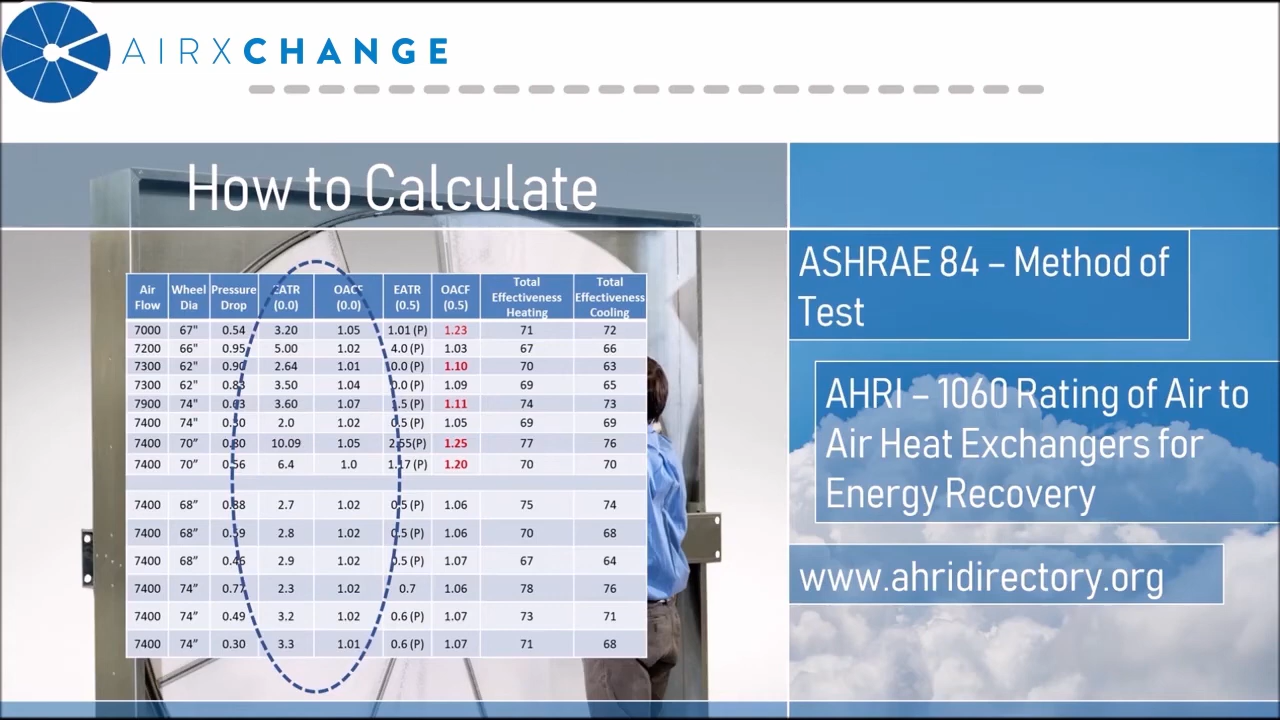 AIRXCHANGE
How to Calculate
Air Flow Wheel Dia Pressure Drop EATR (0.0) OACF (0.0) EATR (0.5) OACF (0.5) Total Effectiveness Heating Total Effectiveness Cooling
7000 67" 0.54 3.20 1.05 1.01 (P) 1.23 71 72
7200 66" 0.95 5.00 1.02 4.0 (P) 1.03 67 66
7300 62" 0.90 2.64 1.01 0.0 (P) 1.10 70 63
7300 62" 0.83 3.50 1.04 0.0 (P) 1.09 69 65
7900 74" 0.63 3.60 1.07 .5 (P) 1.11 74 73
7400 74" 0.50 2.0 1.02 0.5 (P) 1.05 69 69
7400 70” 0.80 10.09 1.05 2.65(P) 1.25 77 76
7400 70” 0.56 6.4 1.0 1.17 (P) 1.20 70 70
7400 68” 0.88 2.7 1.02 0.5 (P) 1.06 75 74
7400 68” 0.59 2.8 1.02 0.5 (P) 1.06 70 68
7400 68” 0.46 2.9 1.02 0.5 (P) 1.07 67 64
7400 74” 0.77 2.3 1.02 0.7 1.06 78 76
7400 74” 0.49 3.2 1.02 0.6 (P) 1.07 73 71
7400 74” 0.30 3.3 1.01 0.6 (P) 1.07 71 68
ASHRAE 84 – Method of
Test
AHRI – 1060 Rating of Air to
Air Heat Exchangers for
Energy Recovery
www.ahridirectory.org